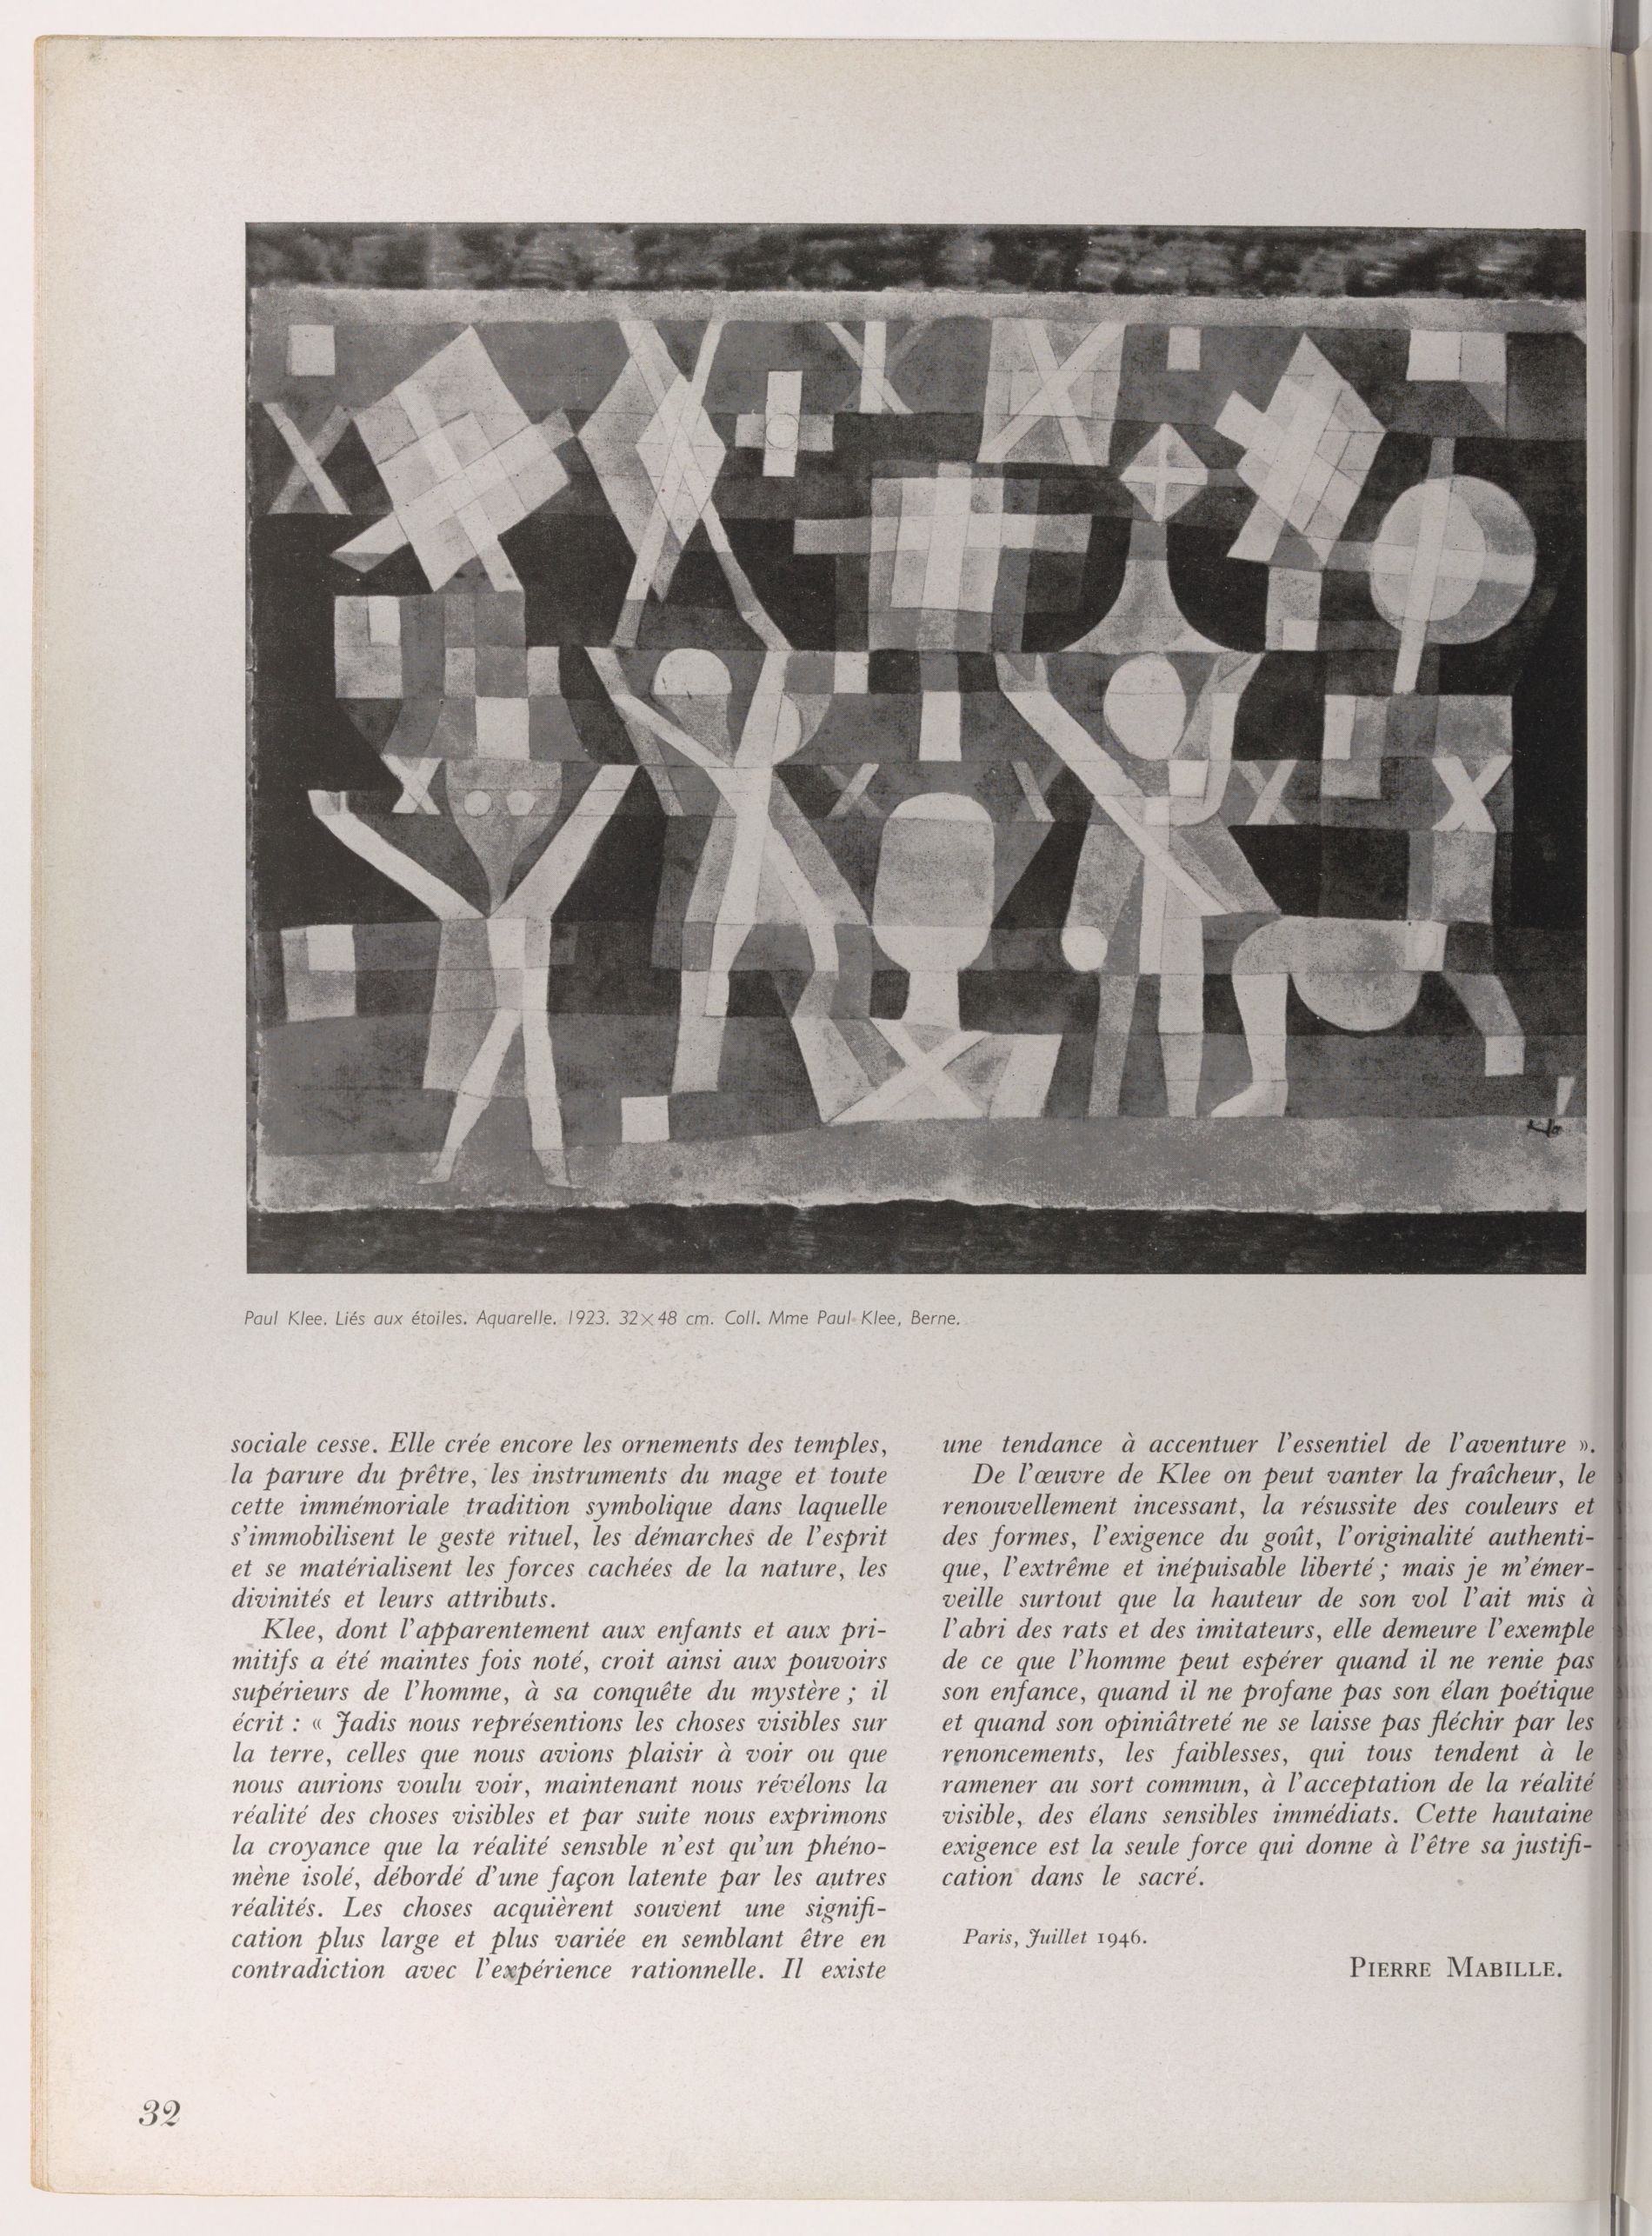 Paul Klee. Liés aux étoiles. Aquarelle. 1923. 32×48 cm. Coll. Mme Paul Klee, Berne.
sociale cesse. Elle crée encore les ornements des temples,
la parure du prêtre, les instruments du mage et toute
cette immémoriale tradition symbolique dans laquelle
s'immobilisent le geste rituel, les démarches de l'esprit
et se matérialisent les forces cachées de la nature, les
divinités et leurs attributs.
Klee, dont l'apparentement aux enfants et aux pri-
mitifs a été maintes fois noté, croit ainsi aux pouvoirs
supérieurs de l'homme, à sa conquête du mystère ; il
écrit : « Jadis nous représentions les choses visibles sur
la terre, celles que nous avions plaisir à voir ou que
nous aurions voulu voir, maintenant nous révélons la
réalité des choses visibles et par suite nous exprimons
la croyance que la réalité sensible n'est qu'un phéno-
mène isolé, débordé d'une façon latente par les autres
réalités. Les choses acquièrent souvent une signifi-
cation plus large et plus variée en semblant être en
contradiction avec l'expérience rationnelle. Il existe
une tendance à accentuer l'essentiel de l'aventure ».
De l'œuvre de Klee on peut vanter la fraîcheur, le
renouvellement incessant, la résussite des couleurs et
des formes, l'exigence du goût, l'originalité authenti-
que, l'extrême et inépuisable liberté ; mais je m'émer-
veille surtout que la hauteur de son vol l'ait mis à
l'abri des rats et des imitateurs, elle demeure l'exemple
de ce que l'homme peut espérer quand il ne renie pas
son enfance, quand il ne profane pas son élan poétique
et quand son opiniâtreté ne se laisse pas fléchir par les
renoncements, les faiblesses, qui tous tendent à le
ramener au sort commun, à l'acceptation de la réalité
visible, des élans sensibles immédiats. Cette hautaine
exigence est la seule force qui donne à l'être sa justifi-
cation dans le sacré.
Paris, Juillet 1946.
PIERRE MABILLE.
32